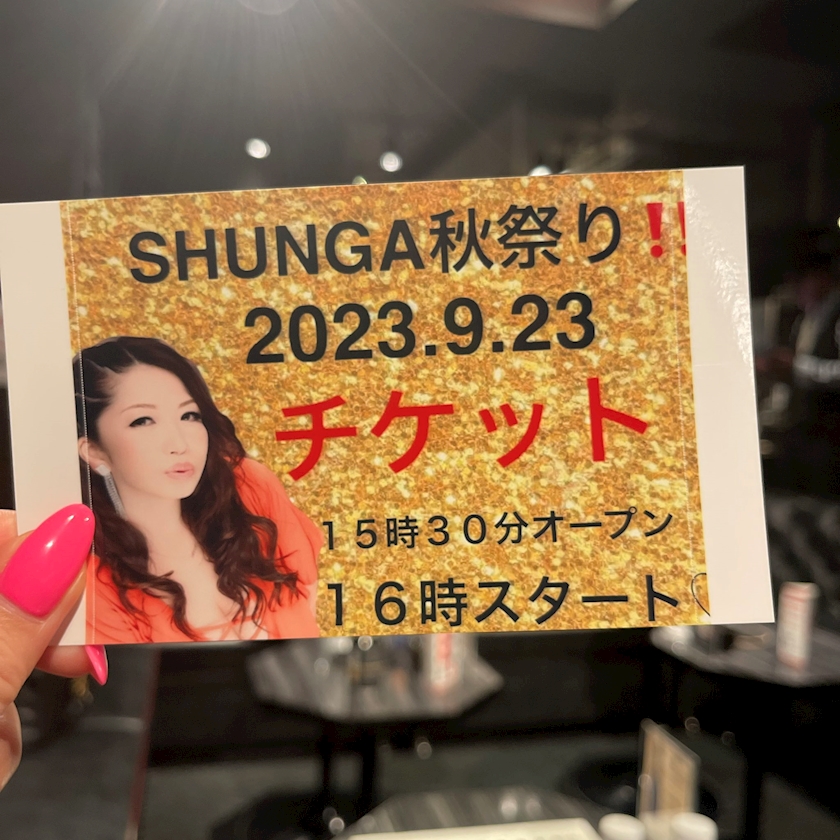 SHUNGA秋祭り‼
2023.9.23
チケット
15時30分オープン
16時スタート♡